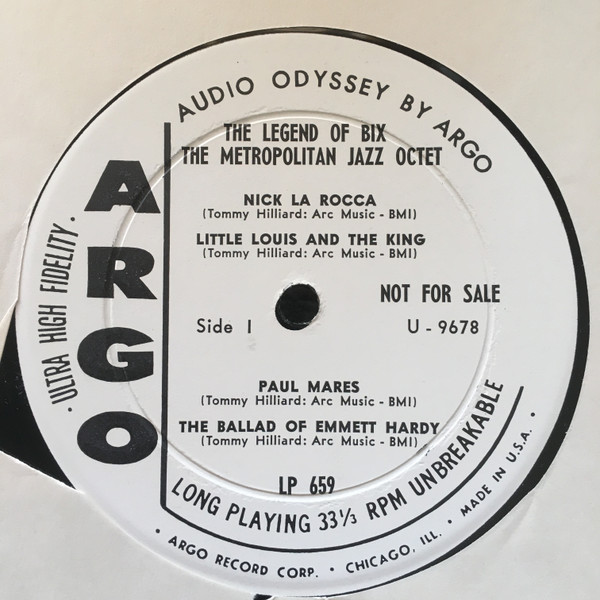 AUDIO ODYSSEY BY ARGO
THE LEGEND OF BIX
THE METROPOLITAN JAZZ OCTET
NICK LA ROCCA
(Tommy Hilliard: Arc Music - BMI)
LITTLE LOUIS AND THE KING
(Tommy Hilliard: Arc Music - BMI)
ARGO
· ULTRA HIGH FIDELITY ·
NOT FOR SALE
Side I
U - 9678
PAUL MARES
(Tommy Hilliard: Arc Music - BMI)
THE BALLAD OF EMMETT HARDY
(Tommy Hilliard: Arc Music - BMI)
LP 659
LONG PLAYING 33⅓ RPM UNBREAKABLE
· ARGO RECORD CORP. · CHICAGO, ILL. · MADE IN U.S.A. ·